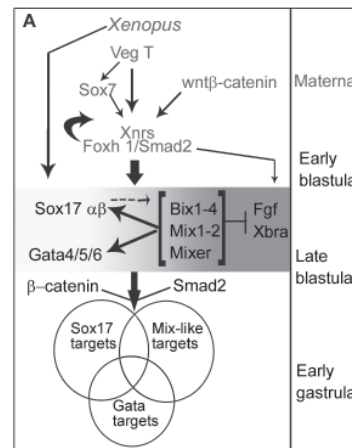 A
Xenopus
Veg T
Sox7
wntβ-catenin
Maternal
Xnrs
Foxh 1/Smad2
Early
blastula
Sox17 αβ
Bix1-4
Mix1-2
Mixer
Fgf
Xbra
Gata4/5/6
Late
blastula
β-catenin
Smad2
Sox17
targets
Mix-like
targets
Gata
targets
Early
gastrula